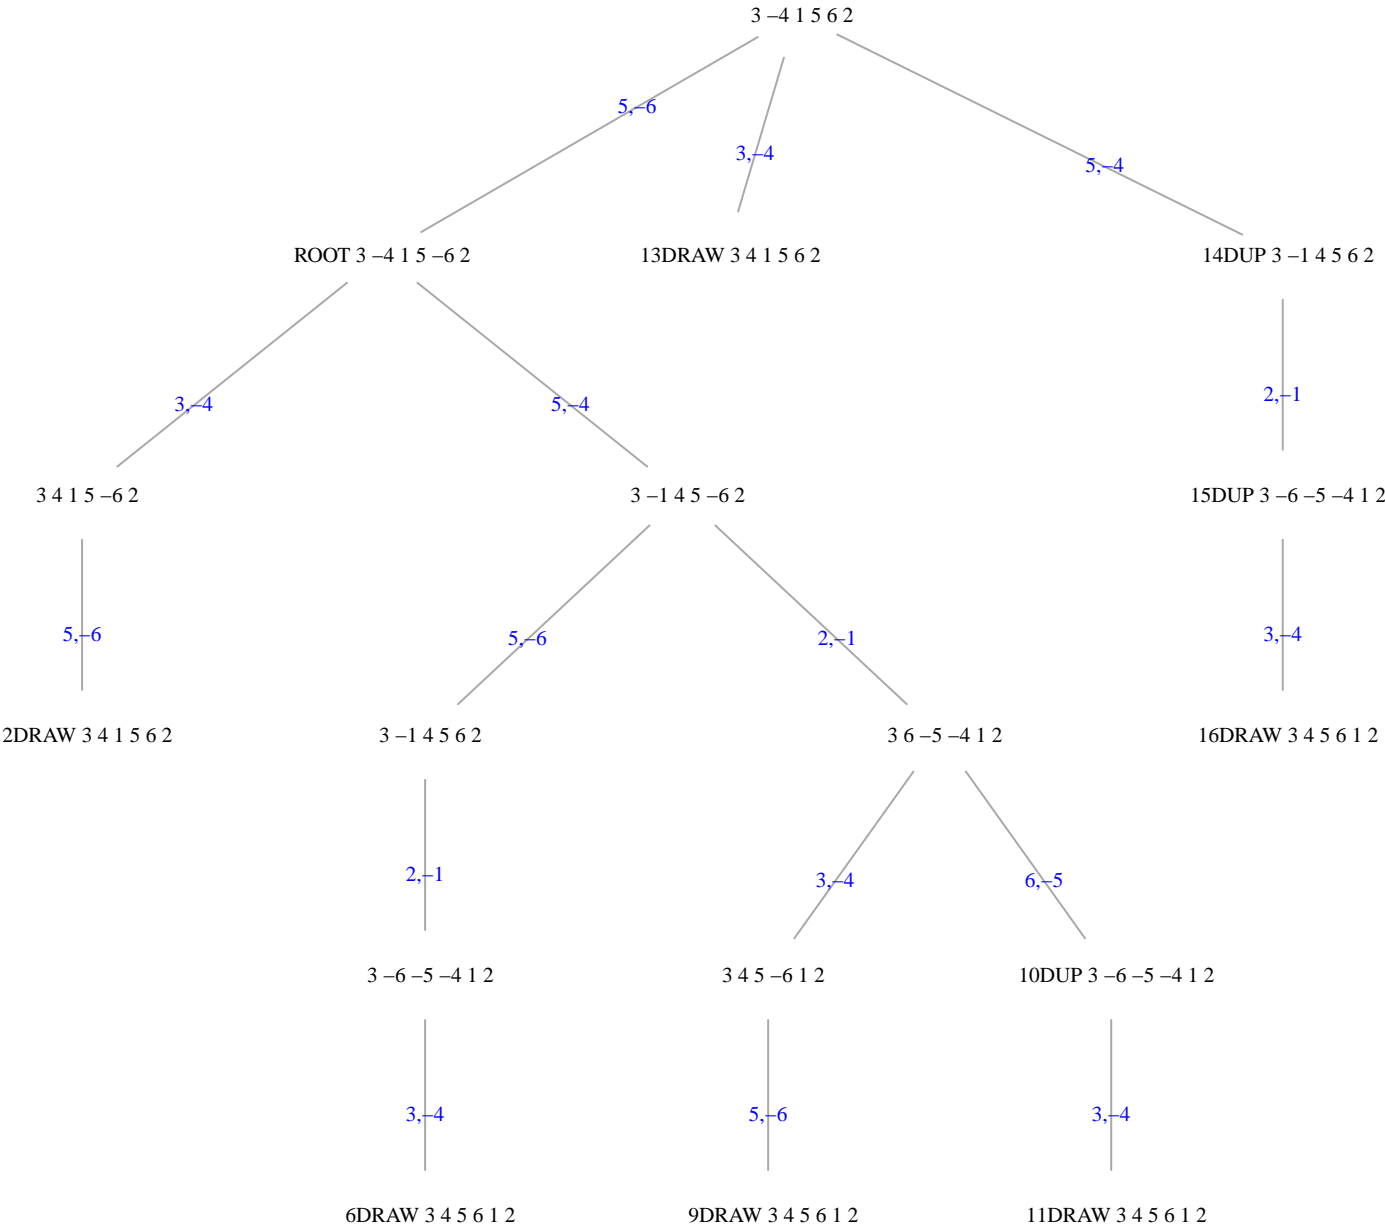 3 –4 1 5 6 2
5,–6
3,–4
5,–4
ROOT 3 –4 1 5 –6 2
13DRAW 3 4 1 5 6 2
14DUP 3 –1 4 5 6 2
3,–4
5,–4
2,–1
3 4 1 5 –6 2
3 –1 4 5 –6 2
15DUP 3 –6 –5 –4 1 2
5,–6
5,–6
2,–1
3,–4
2DRAW 3 4 1 5 6 2
3 –1 4 5 6 2
3 6 –5 –4 1 2
16DRAW 3 4 5 6 1 2
2,–1
3,–4
6,–5
3 –6 –5 –4 1 2
3 4 5 –6 1 2
10DUP 3 –6 –5 –4 1 2
3,–4
5,–6
3,–4
6DRAW 3 4 5 6 1 2
9DRAW 3 4 5 6 1 2
11DRAW 3 4 5 6 1 2